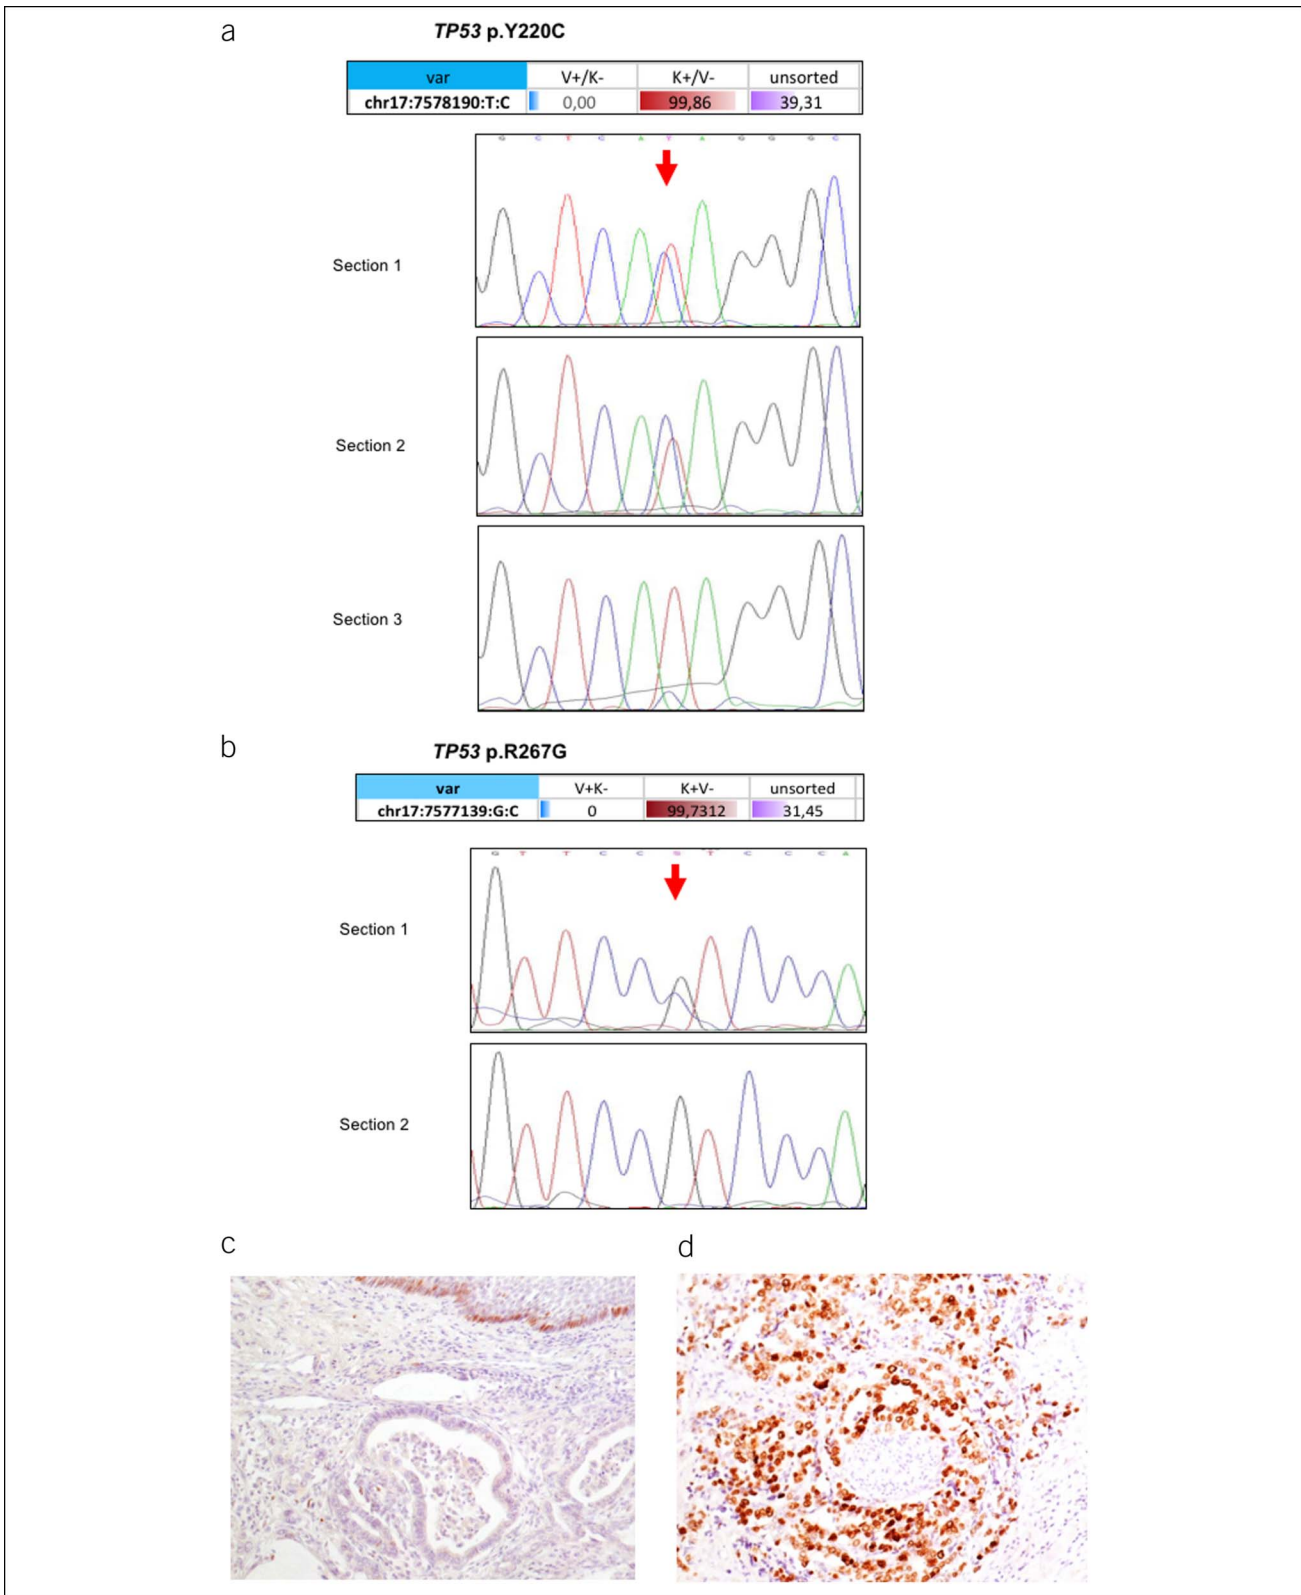 a
TP53 p.Y220C
var V+/K- K+/V- unsorted
chr17:7578190:T:C 0,00 99,86 39,31
G C T C A Y A G G G C
Section 1
Section 2
Section 3
b
TP53 p.R267G
var V+K- K+V- unsorted
chr17:7577139:G:C 0 99,7312 31,45
G T T C C S T C C C A
Section 1
Section 2
c
d